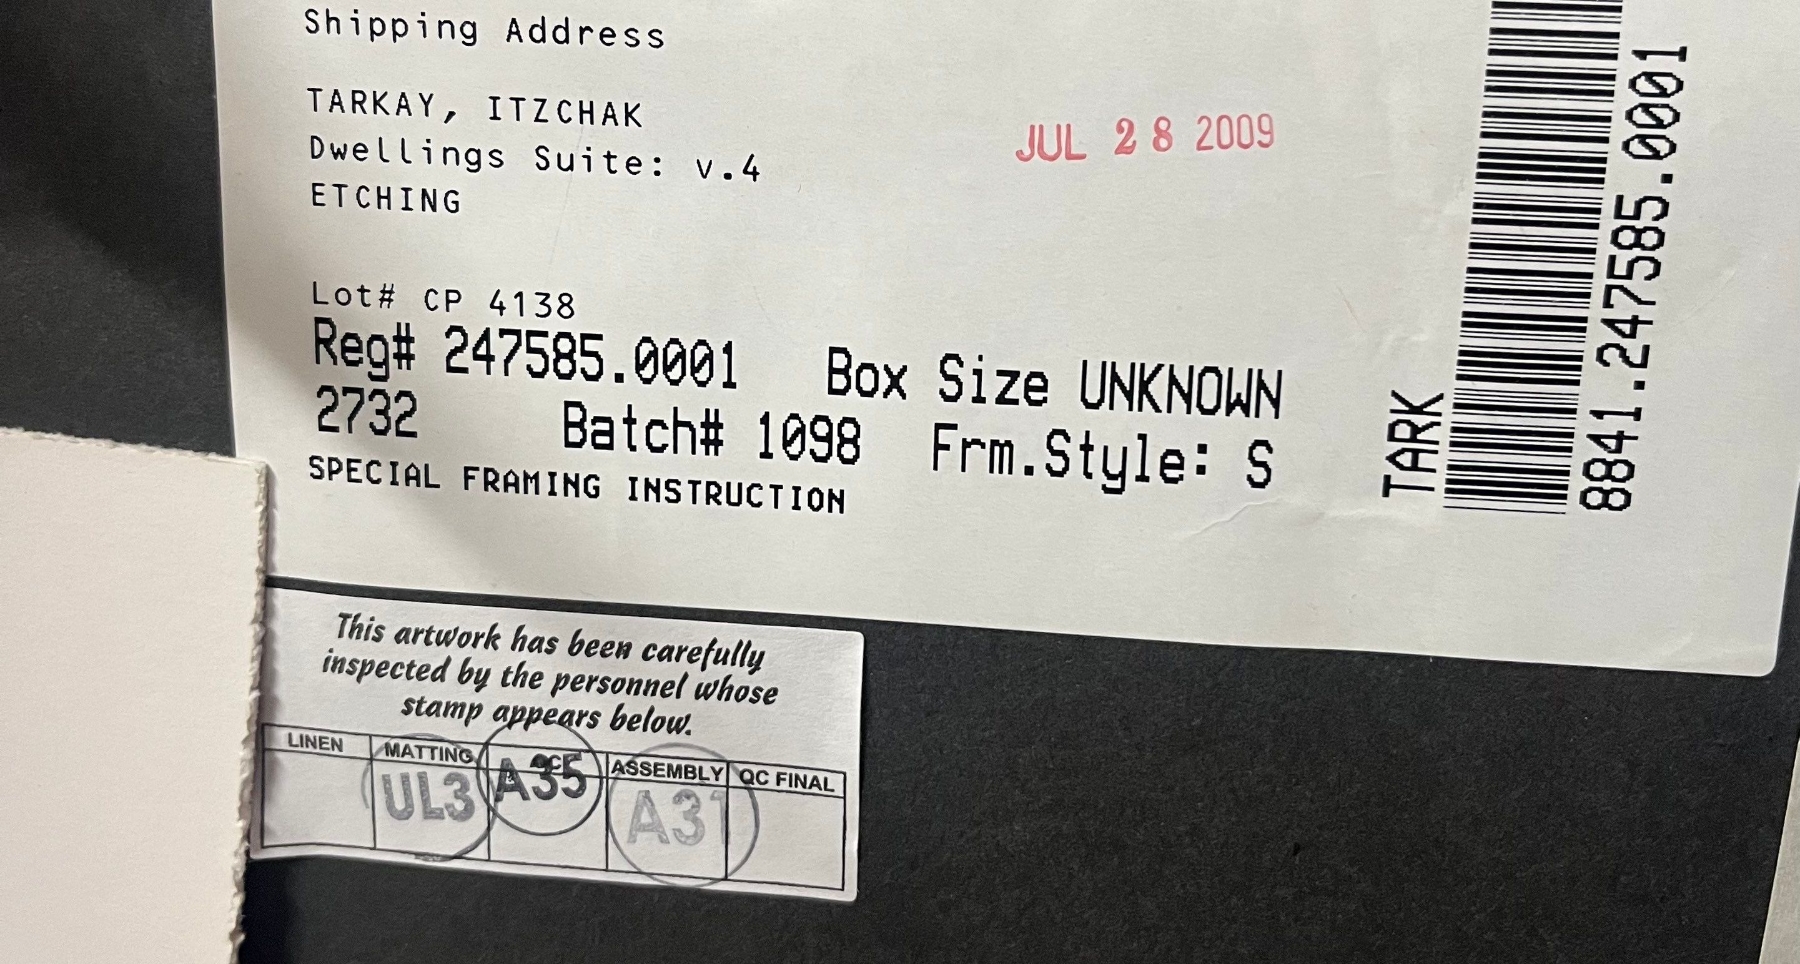 Shipping Address
TARKAY, ITZCHAK
Dwellings Suite: v.4
ETCHING
JUL 28 2009
Lot# CP 4138
Reg# 247585.0001 Box Size UNKNOWN
2732 Batch# 1098 Frm.Style: S
SPECIAL FRAMING INSTRUCTION
TARK
8841.247585.0001
This artwork has been carefully
inspected by the personnel whose
stamp appears below.
LINEN MATTING QC ASSEMBLY QC FINAL
UL3 A35 A31